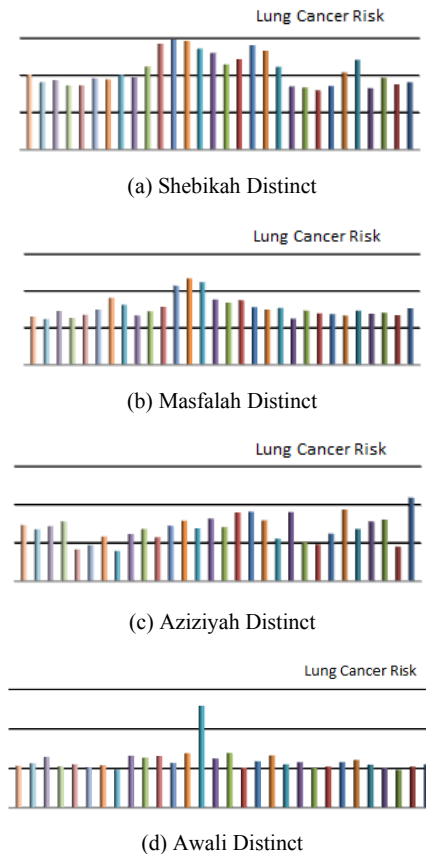 Lung Cancer Risk
(a) Shebikah Distinct
Lung Cancer Risk
(b) Masfalah Distinct
Lung Cancer Risk
(c) Aziziyah Distinct
Lung Cancer Risk
(d) Awali Distinct